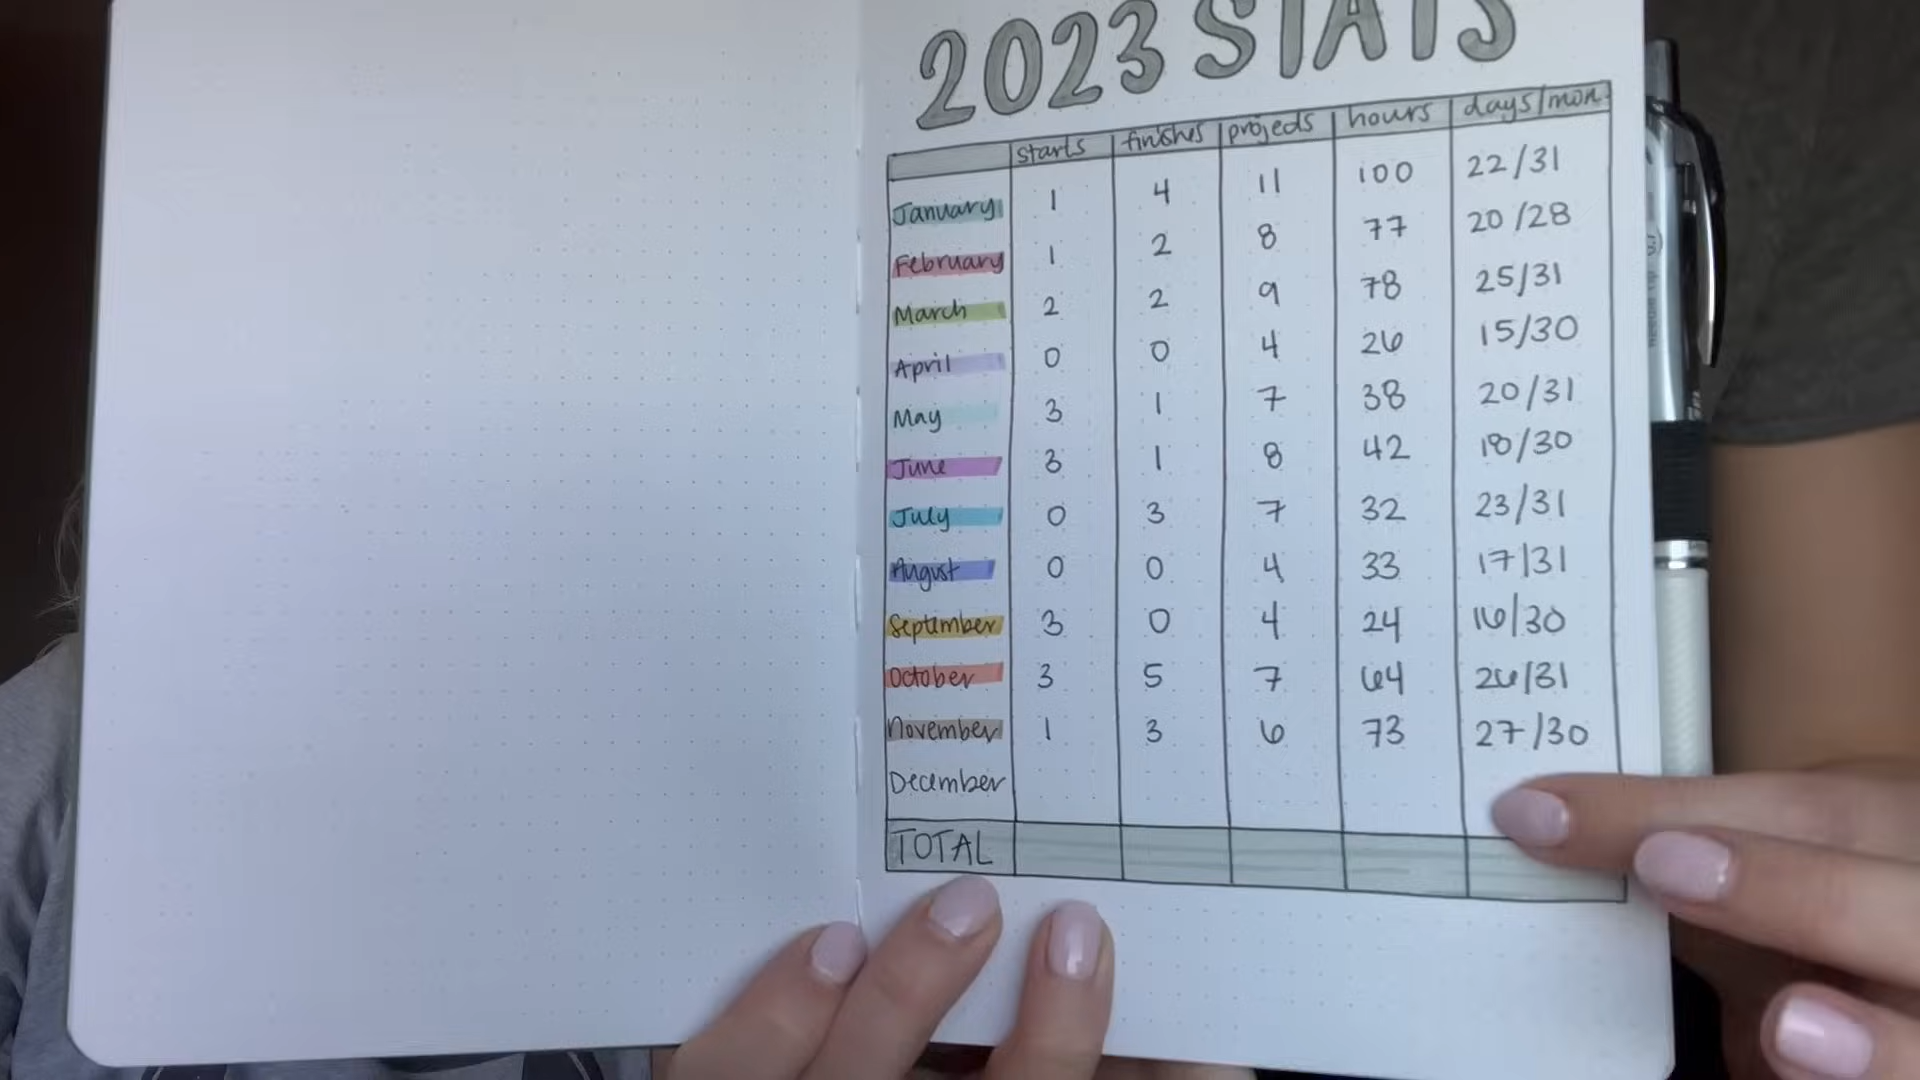 2023 STATS
starts finishes projects hours days/mon
January 1 4 11 100 22/31
February 1 2 8 77 20/28
March 2 2 9 78 25/31
April 0 0 4 26 15/30
May 3 1 7 38 20/31
June 3 1 8 42 18/30
July 0 3 7 32 23/31
August 0 0 4 33 17/31
September 3 0 4 24 16/30
October 3 5 7 64 26/31
November 1 3 6 73 27/30
December
TOTAL